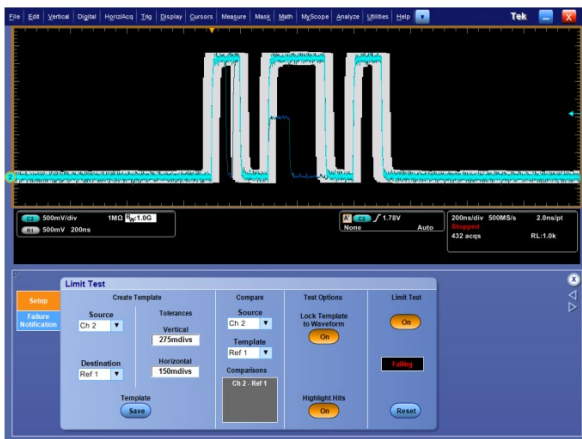 File Edit Vertical Digital Horiz/Acq Trig Display Cursors Measure Mask Math MyScope Analyze Utilities Help Tek
C2 500mV/div 1MΩ BW:1.0G
R1 500mV 200ns
A' C2 1.78V
None Auto
200ns/div 500MS/s 2.0ns/pt
Stopped
432 acqs RL:1.0k
Limit Test
Setup
Failure
Notification
Create Template
Source
Ch 2
Destination
Ref 1
Tolerances
Vertical
275mdivs
Horizontal
150mdivs
Template
Save
Compare
Source
Ch 2
Template
Ref 1
Comparisons
Ch 2 - Ref 1
Test Options
Lock Template
to Waveform
On
Highlight Hits
On
Limit Test
On
Failing
Reset